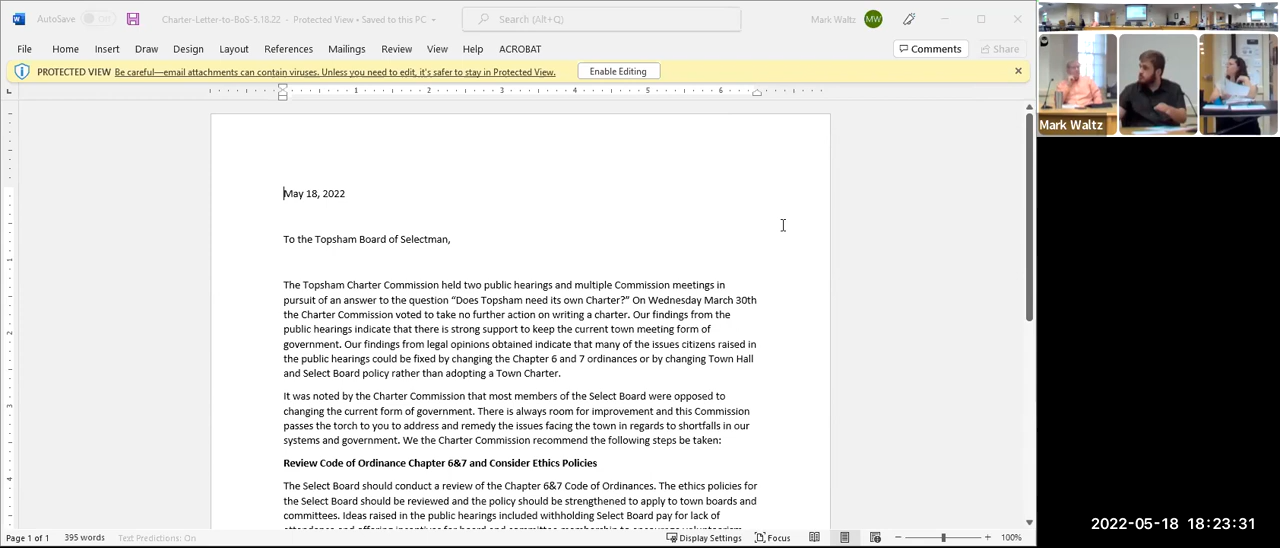 AutoSave Off Charter-Letter-to-BoS-5.18.22 - Protected View • Saved to this PC Search (Alt+Q) Mark Waltz MW
File Home Insert Draw Design Layout References Mailings Review View Help ACROBAT Comments Share
PROTECTED VIEW Be careful—email attachments can contain viruses. Unless you need to edit, it's safer to stay in Protected View. Enable Editing
1 2 3 4 5 6
Mark Waltz
May 18, 2022
To the Topsham Board of Selectman,
The Topsham Charter Commission held two public hearings and multiple Commission meetings in
pursuit of an answer to the question “Does Topsham need its own Charter?” On Wednesday March 30th
the Charter Commission voted to take no further action on writing a charter. Our findings from the
public hearings indicate that there is strong support to keep the current town meeting form of
government. Our findings from legal opinions obtained indicate that many of the issues citizens raised in
the public hearings could be fixed by changing the Chapter 6 and 7 ordinances or by changing Town Hall
and Select Board policy rather than adopting a Town Charter.
It was noted by the Charter Commission that most members of the Select Board were opposed to
changing the current form of government. There is always room for improvement and this Commission
passes the torch to you to address and remedy the issues facing the town in regards to shortfalls in our
systems and government. We the Charter Commission recommend the following steps be taken:
Review Code of Ordinance Chapter 6&7 and Consider Ethics Policies
The Select Board should conduct a review of the Chapter 6&7 Code of Ordinances. The ethics policies for
the Select Board should be reviewed and the policy should be strengthened to apply to town boards and
committees. Ideas raised in the public hearings included withholding Select Board pay for lack of
2022-05-18 18:23:31
Page 1 of 1 395 words Text Predictions: On Display Settings Focus 100%